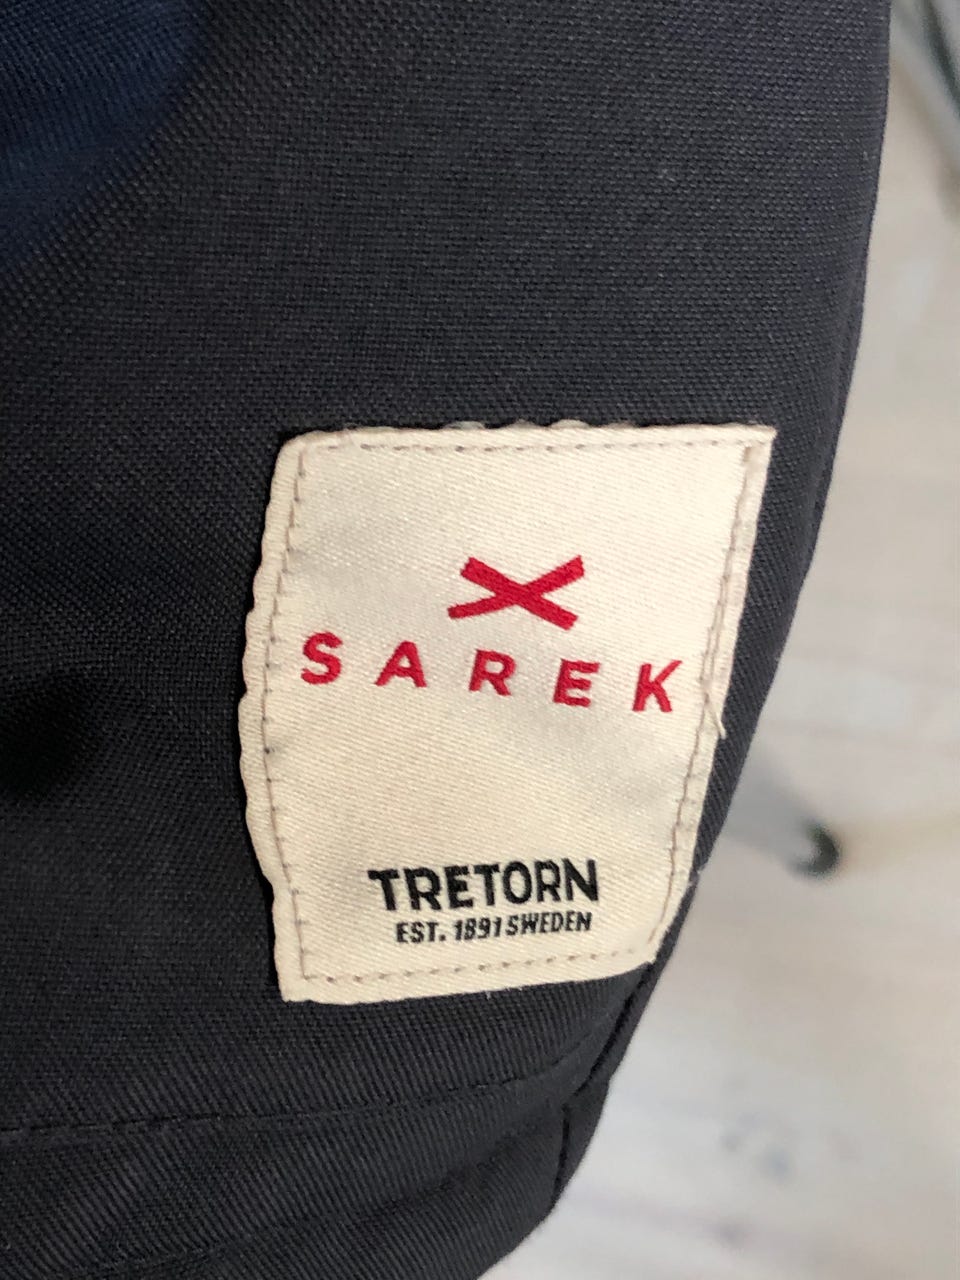 SAREK
TRETORN
EST. 1891 SWEDEN